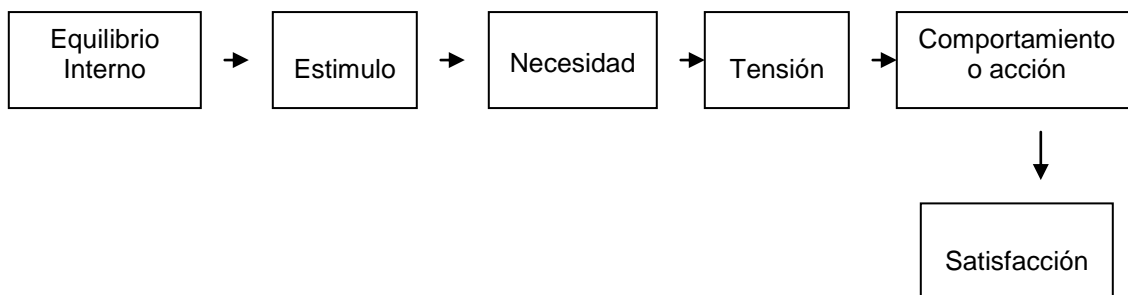 Equilibrio
Interno
Estimulo
Necesidad
Tensión
Comportamiento
o acción
Satisfacción